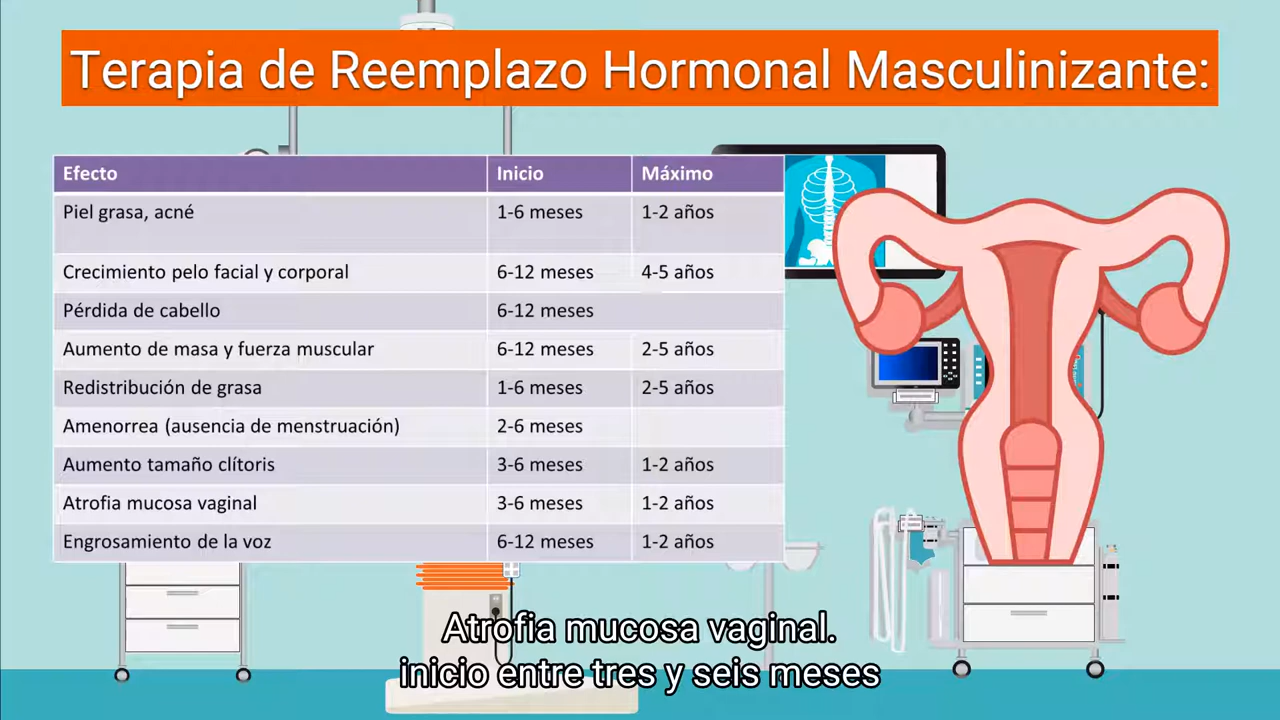 Terapia de Reemplazo Hormonal Masculinizante:
Efecto Inicio Máximo
Piel grasa, acné 1-6 meses 1-2 años
Crecimiento pelo facial y corporal 6-12 meses 4-5 años
Pérdida de cabello 6-12 meses
Aumento de masa y fuerza muscular 6-12 meses 2-5 años
Redistribución de grasa 1-6 meses 2-5 años
Amenorrea (ausencia de menstruación) 2-6 meses
Aumento tamaño clítoris 3-6 meses 1-2 años
Atrofia mucosa vaginal 3-6 meses 1-2 años
Engrosamiento de la voz 6-12 meses 1-2 años
Atrofia mucosa vaginal.
inicio entre tres y seis meses